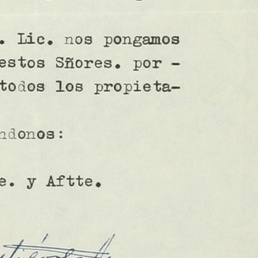 . Lic. nos pongamos
estos Sñores. por -
todos los propieta-
ndonos:
e. y Aftte.